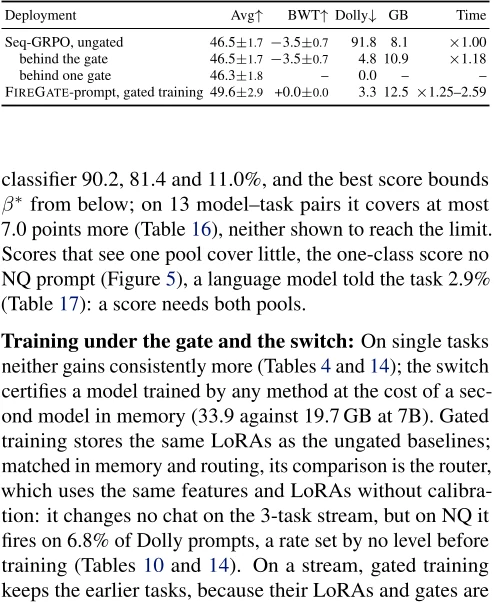 Deployment Avg↑ BWT↑ Dolly↓ GB Time
Seq-GRPO, ungated 46.5±1.7 −3.5±0.7 91.8 8.1 ×1.00
behind the gate 46.5±1.7 −3.5±0.7 4.8 10.9 ×1.18
behind one gate 46.3±1.8 – 0.0 – –
FIREGATE-prompt, gated training 49.6±2.9 +0.0±0.0 3.3 12.5 ×1.25–2.59
classifier 90.2, 81.4 and 11.0%, and the best score bounds
β* from below; on 13 model–task pairs it covers at most
7.0 points more (Table 16), neither shown to reach the limit.
Scores that see one pool cover little, the one-class score no
NQ prompt (Figure 5), a language model told the task 2.9%
(Table 17): a score needs both pools.
Training under the gate and the switch: On single tasks
neither gains consistently more (Tables 4 and 14); the switch
certifies a model trained by any method at the cost of a sec-
ond model in memory (33.9 against 19.7 GB at 7B). Gated
training stores the same LoRAs as the ungated baselines;
matched in memory and routing, its comparison is the router,
which uses the same features and LoRAs without calibra-
tion: it changes no chat on the 3-task stream, but on NQ it
fires on 6.8% of Dolly prompts, a rate set by no level before
training (Tables 10 and 14). On a stream, gated training
keeps the earlier tasks, because their LoRAs and gates are